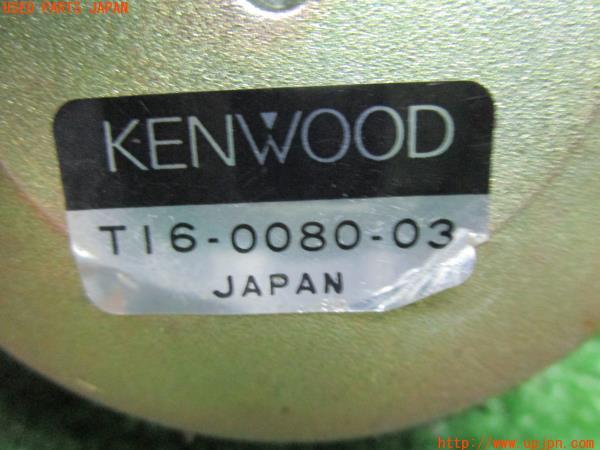 USED PARTS JAPAN
KENWOOD
T16-0080-03
JAPAN
http://www.upjpn.com